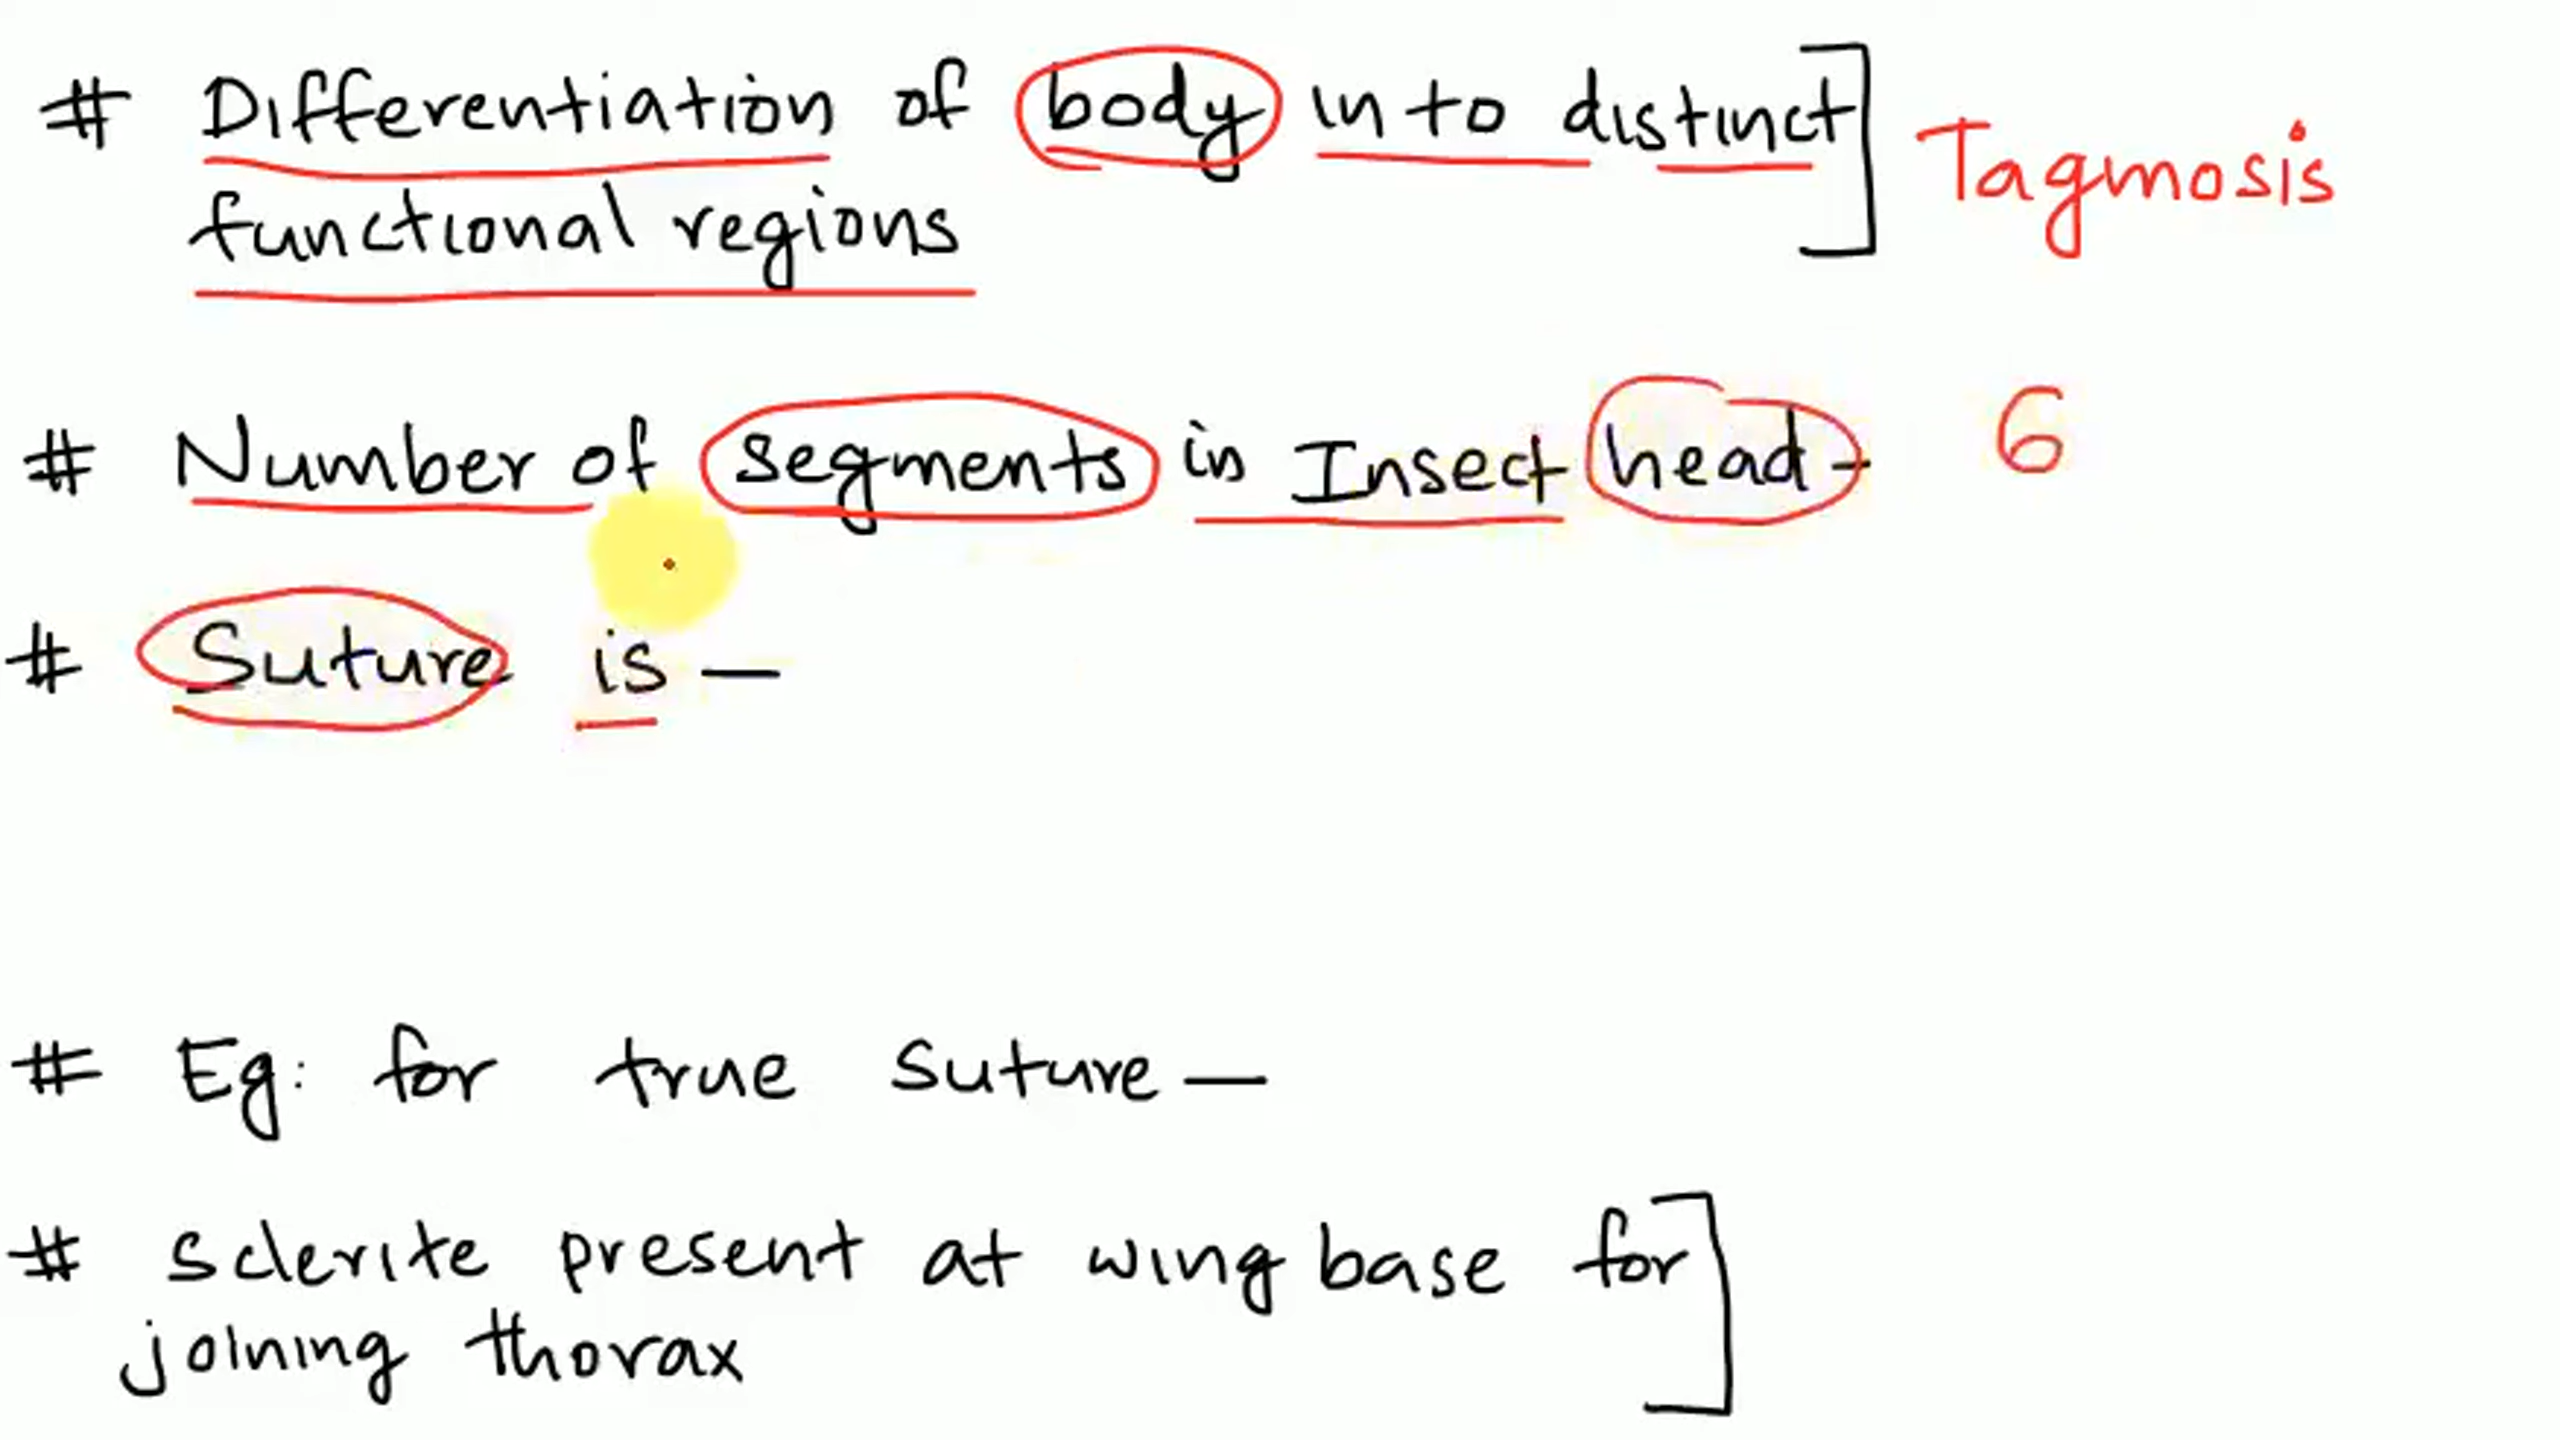 # Differentiation of body into distinct] Tagmosis
functional regions
# Number of segments in Insect head - 6
# Suture is -
# Eg: for true suture -
# sclerite present at wing base for]
joining thorax